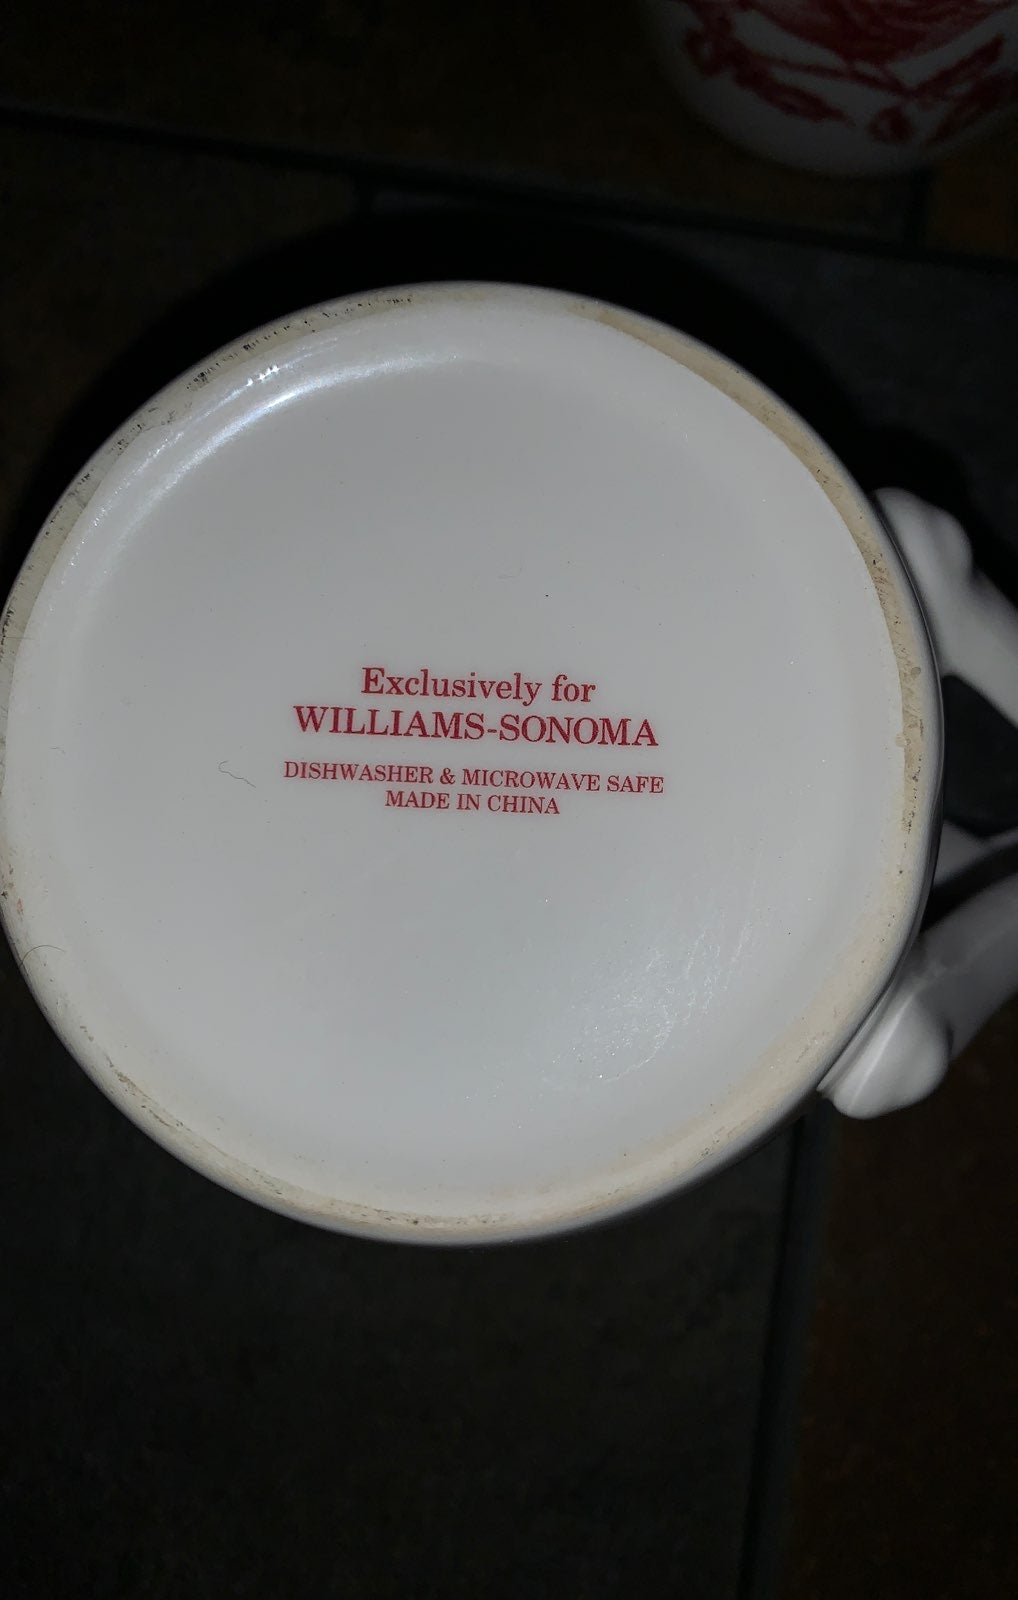 Exclusively for
WILLIAMS-SONOMA
DISHWASHER & MICROWAVE SAFE
MADE IN CHINA